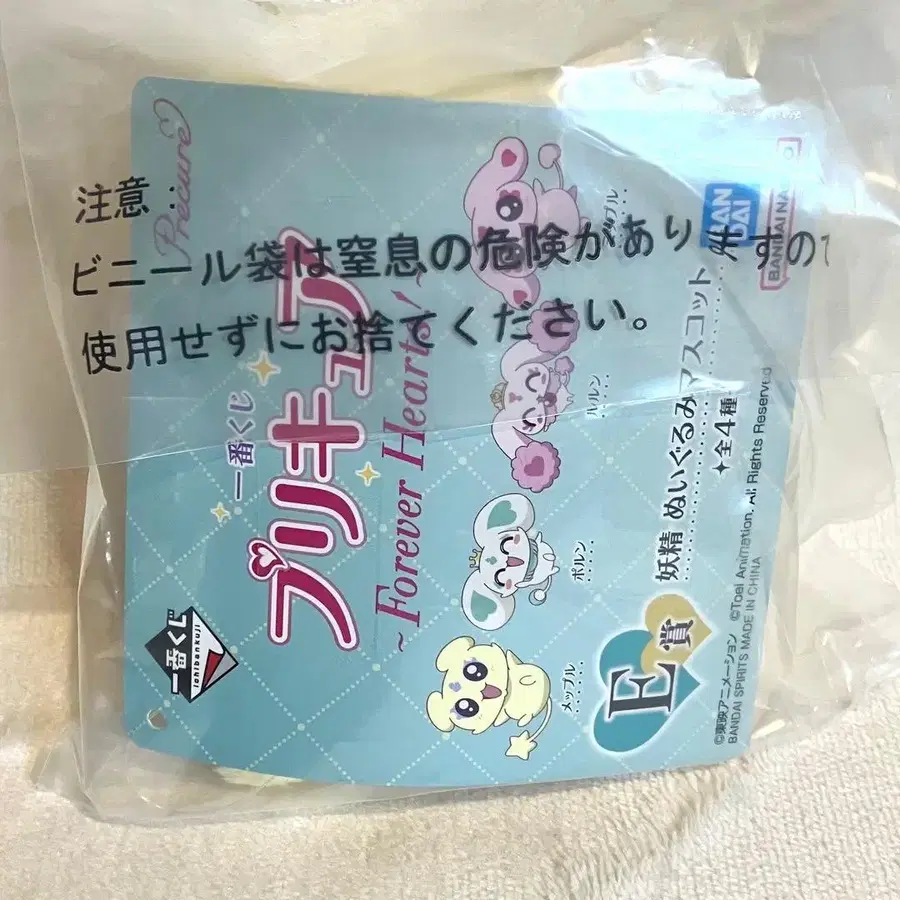 注意:
ビニール袋は窒息の危険がありますので
使用せずにお捨てください。
Precure
一番くじ
プリキュア
~Forever Hearts~
一番くじ
ichibankuji
ルルン
ポルン
メップル
BAN
DAI
BANDAI NA
E賞
妖精 ぬいぐるみマスコット
✦全4種
©東映アニメーション ©Toei Animation. All Rights Reserved
BANDAI SPIRITS MADE IN CHINA